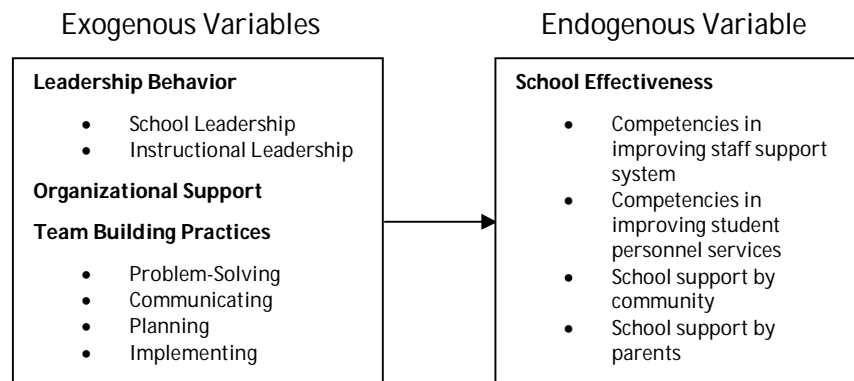 Exogenous Variables
Endogenous Variable
Leadership Behavior
• School Leadership
• Instructional Leadership
Organizational Support
Team Building Practices
• Problem-Solving
• Communicating
• Planning
• Implementing
School Effectiveness
• Competencies in
improving staff support
system
• Competencies in
improving student
personnel services
• School support by
community
• School support by
parents